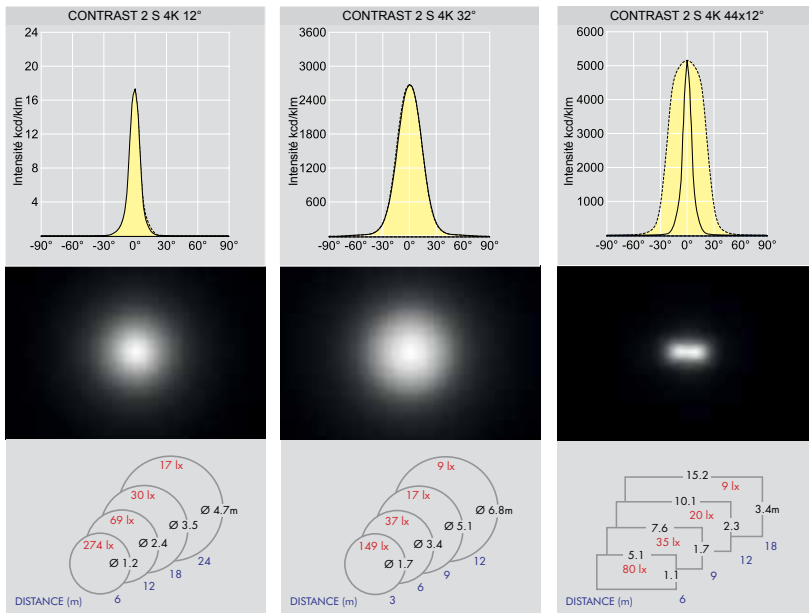 CONTRAST 2 S 4K 12°
Intensité kcd/klm
24
20
16
12
8
4
-90° -60° -30° 0° 30° 60° 90°
17 lx
30 lx
69 lx
274 lx
Ø 4.7m
Ø 3.5
Ø 2.4
Ø 1.2
24
18
12
DISTANCE (m) 6
CONTRAST 2 S 4K 32°
Intensité kcd/klm
3600
3000
2400
1800
1200
600
-90° -60° -30° 0° 30° 60° 90°
9 lx
17 lx
37 lx
149 lx
Ø 6.8m
Ø 5.1
Ø 3.4
Ø 1.7
12
9
6
DISTANCE (m) 3
CONTRAST 2 S 4K 44x12°
Intensité kcd/klm
6000
5000
4000
3000
2000
1000
-90° -60° -30° 0° 30° 60° 90°
15.2
9 lx
10.1
3.4m
20 lx
7.6
2.3
35 lx
5.1
1.7
18
80 lx
1.1
12
9
DISTANCE (m) 6